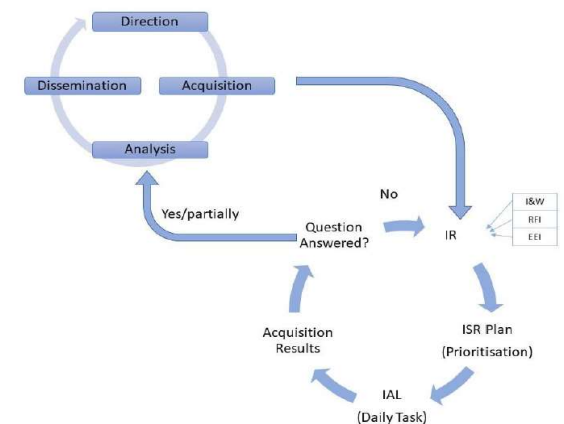 Direction
Dissemination
Acquisition
Analysis
No
Yes/partially
Question
Answered?
IR
I&W
RFI
EEI
Acquisition
Results
ISR Plan
(Prioritisation)
IAL
(Daily Task)